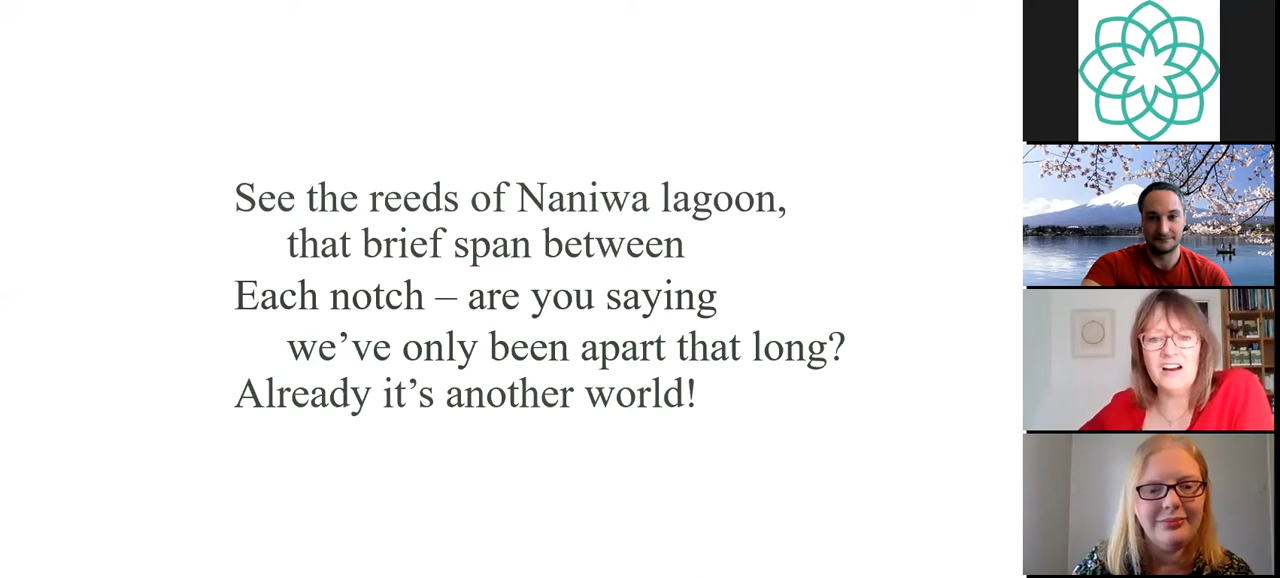 See the reeds of Naniwa lagoon,
that brief span between
Each notch – are you saying
we’ve only been apart that long?
Already it’s another world!